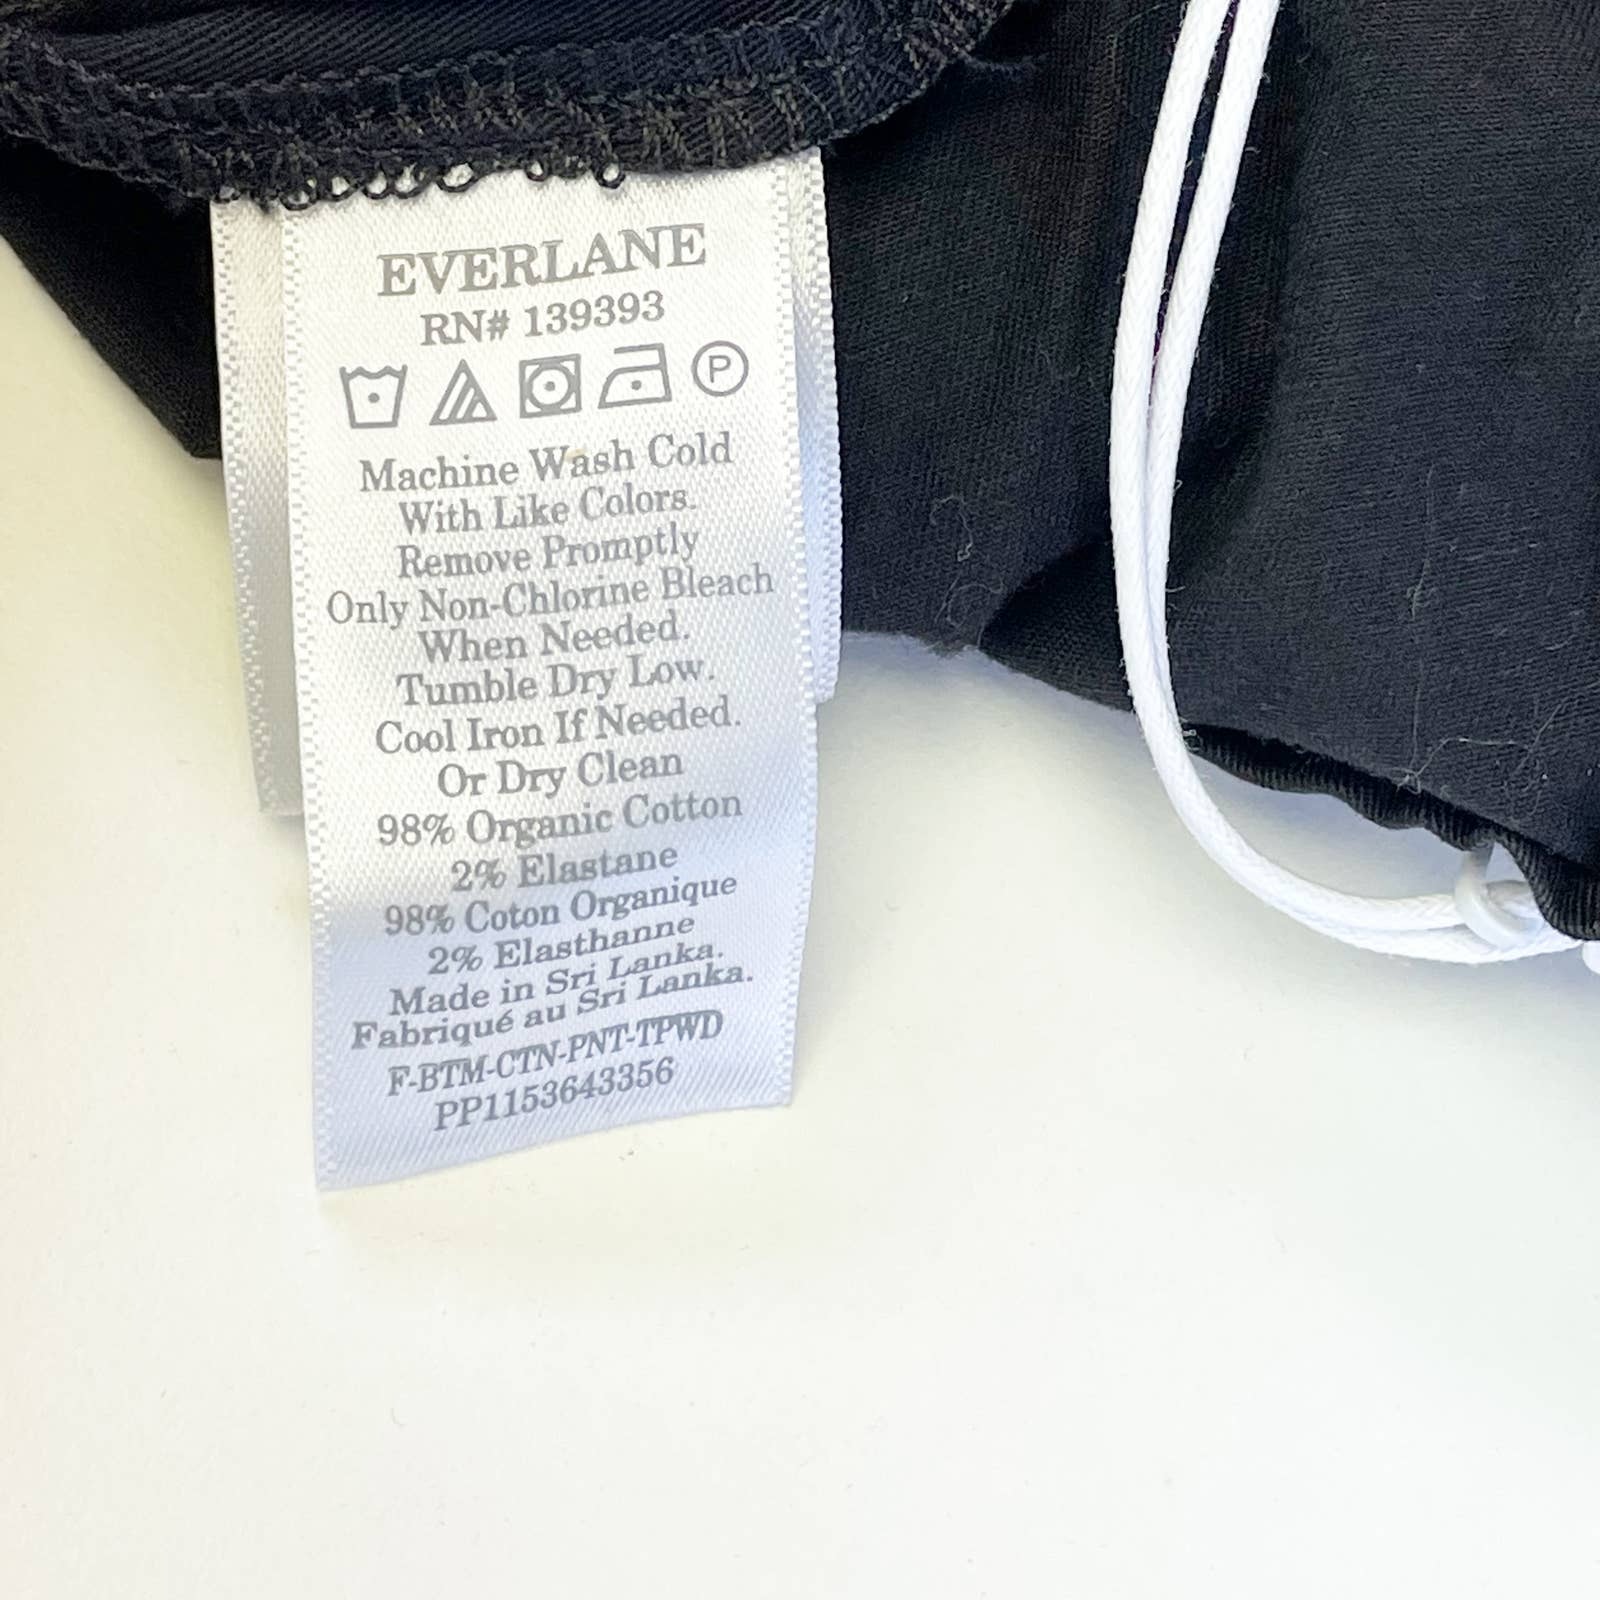 EVERLANE
RN# 139393
P
Machine Wash Cold
With Like Colors.
Remove Promptly
Only Non-Chlorine Bleach
When Needed.
Tumble Dry Low.
Cool Iron If Needed.
Or Dry Clean
98% Organic Cotton
2% Elastane
98% Coton Organique
2% Elasthanne
Made in Sri Lanka.
Fabriqué au Sri Lanka.
F-BTM-CTN-PNT-TPWD
PP1153643356